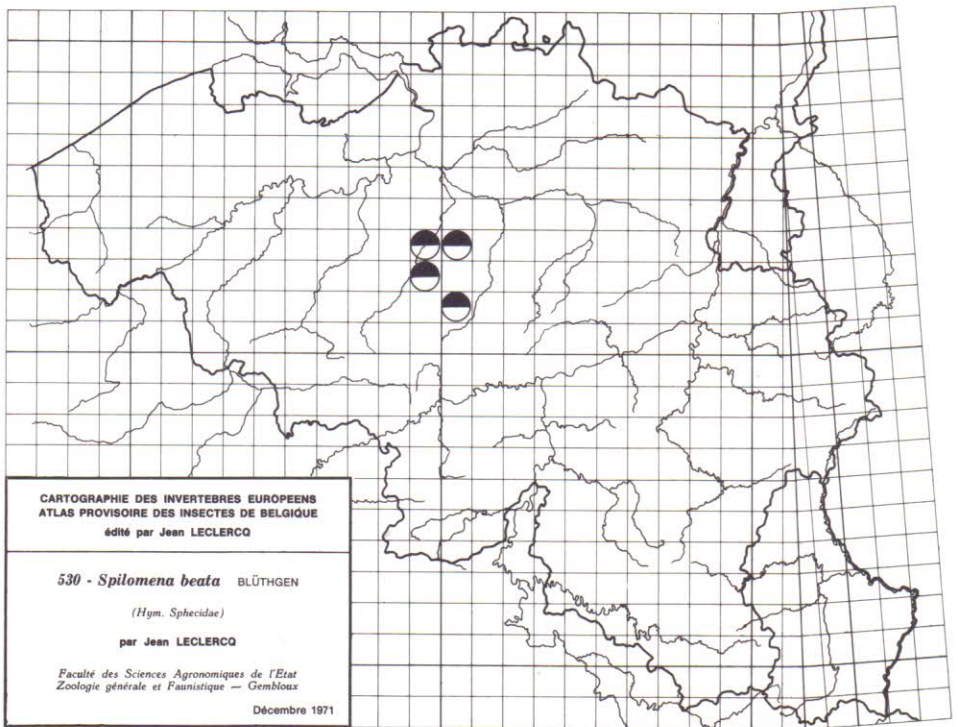 CARTOGRAPHIE DES INVERTEBRES EUROPEENS
ATLAS PROVISOIRE DES INSECTES DE BELGIQUE
édité par Jean LECLERCQ
530 - Spilomena beata BLÜTHGEN
(Hym. Sphecidae)
par Jean LECLERCQ
Faculté des Sciences Agronomiques de l'Etat
Zoologie générale et Faunistique — Gembloux
Décembre 1971